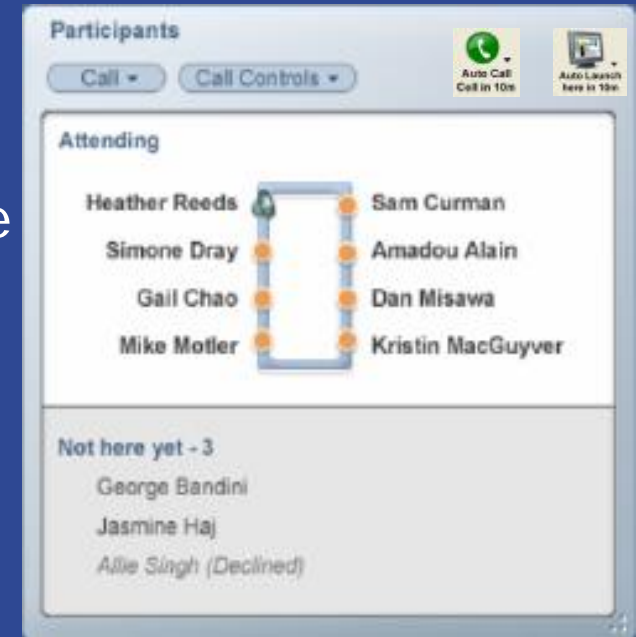 Participants
Call
Call Controls
Auto Call
Cell in 10m
Auto Launch
here in 10m
Attending
e
Heather Reeds
Sam Curman
Simone Dray
Amadou Alain
Gail Chao
Dan Misawa
Mike Motler
Kristin MacGuyver
Not here yet - 3
George Bandini
Jasmine Haj
Allie Singh (Declined)